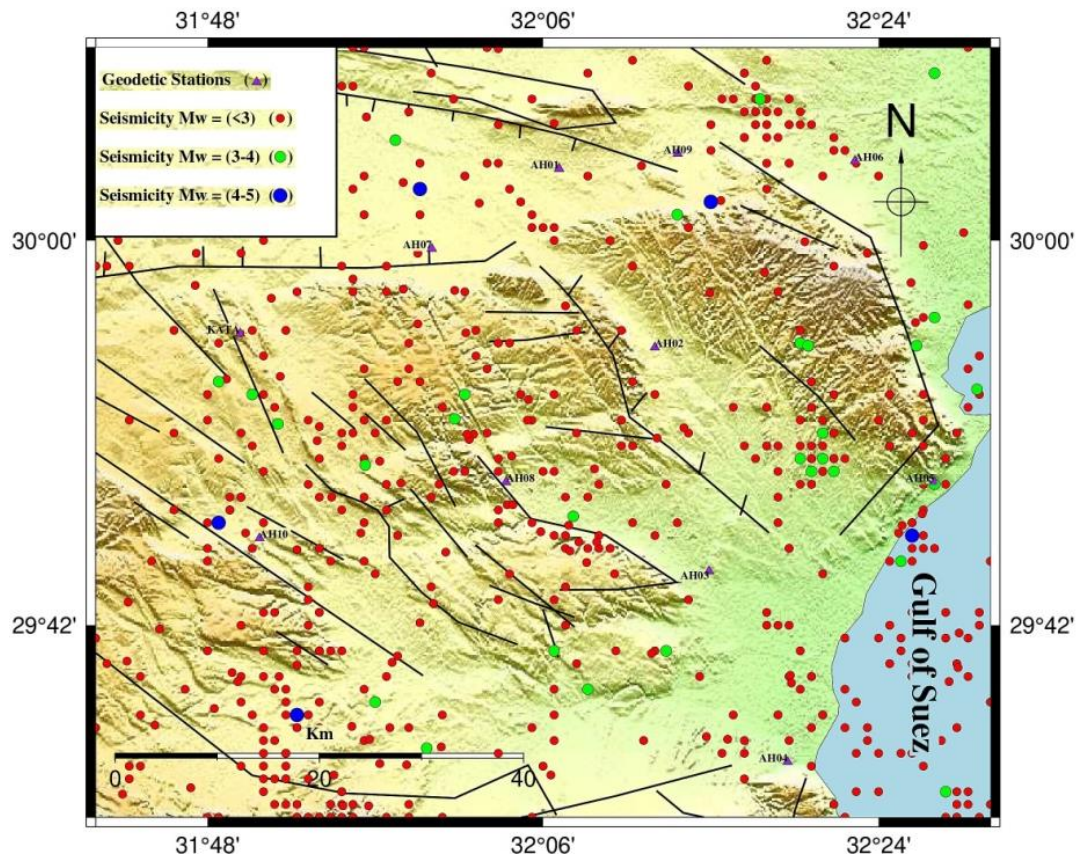 31°48' 32°06' 32°24'
Geodetic Stations (▲)
Seismicity Mw = (<3) (●)
Seismicity Mw = (3-4) (●)
Seismicity Mw = (4-5) (●)
N
AH09
AH01
AH06
30°00' 30°00'
AH07
KATA
AH02
AH08
AH05
AH10
AH03
29°42' 29°42'
Gulf of Suez
Km
AH04
0 20 40
31°48' 32°06' 32°24'